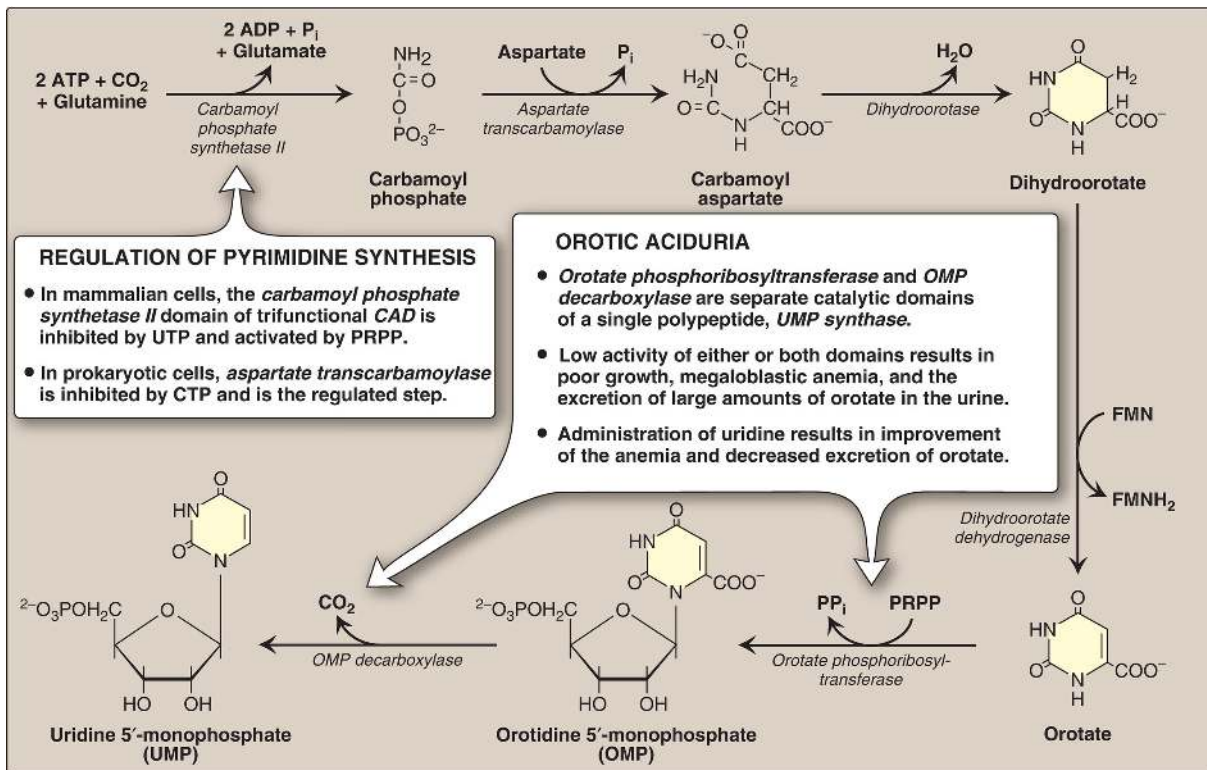 2 ATP + CO₂
+ Glutamine
2 ADP + Pᵢ
+ Glutamate
Carbamoyl
phosphate
synthetase II
NH₂
C=O
O
PO₃²⁻
Carbamoyl
phosphate
Aspartate
Pᵢ
Aspartate
transcarbamoylase
O
⁻O
C
H₂N
CH₂
O=C
CH
N
COO⁻
H
Carbamoyl
aspartate
H₂O
Dihydroorotase
O
HN
H₂
H
O
N
COO⁻
H
Dihydroorotate
REGULATION OF PYRIMIDINE SYNTHESIS
• In mammalian cells, the carbamoyl phosphate
synthetase II domain of trifunctional CAD is
inhibited by UTP and activated by PRPP.
• In prokaryotic cells, aspartate transcarbamoylase
is inhibited by CTP and is the regulated step.
OROTIC ACIDURIA
• Orotate phosphoribosyltransferase and OMP
decarboxylase are separate catalytic domains
of a single polypeptide, UMP synthase.
• Low activity of either or both domains results in
poor growth, megaloblastic anemia, and the
excretion of large amounts of orotate in the urine.
• Administration of uridine results in improvement
of the anemia and decreased excretion of orotate.
FMN
FMNH₂
Dihydroorotate
dehydrogenase
O
HN
O
N
COO⁻
H
Orotate
PPᵢ
PRPP
Orotate phosphoribosyl-
transferase
O
HN
O
N
COO⁻
²⁻O₃POH₂C
O
HO
OH
Orotidine 5′-monophosphate
(OMP)
CO₂
OMP decarboxylase
O
HN
O
N
²⁻O₃POH₂C
O
HO
OH
Uridine 5′-monophosphate
(UMP)